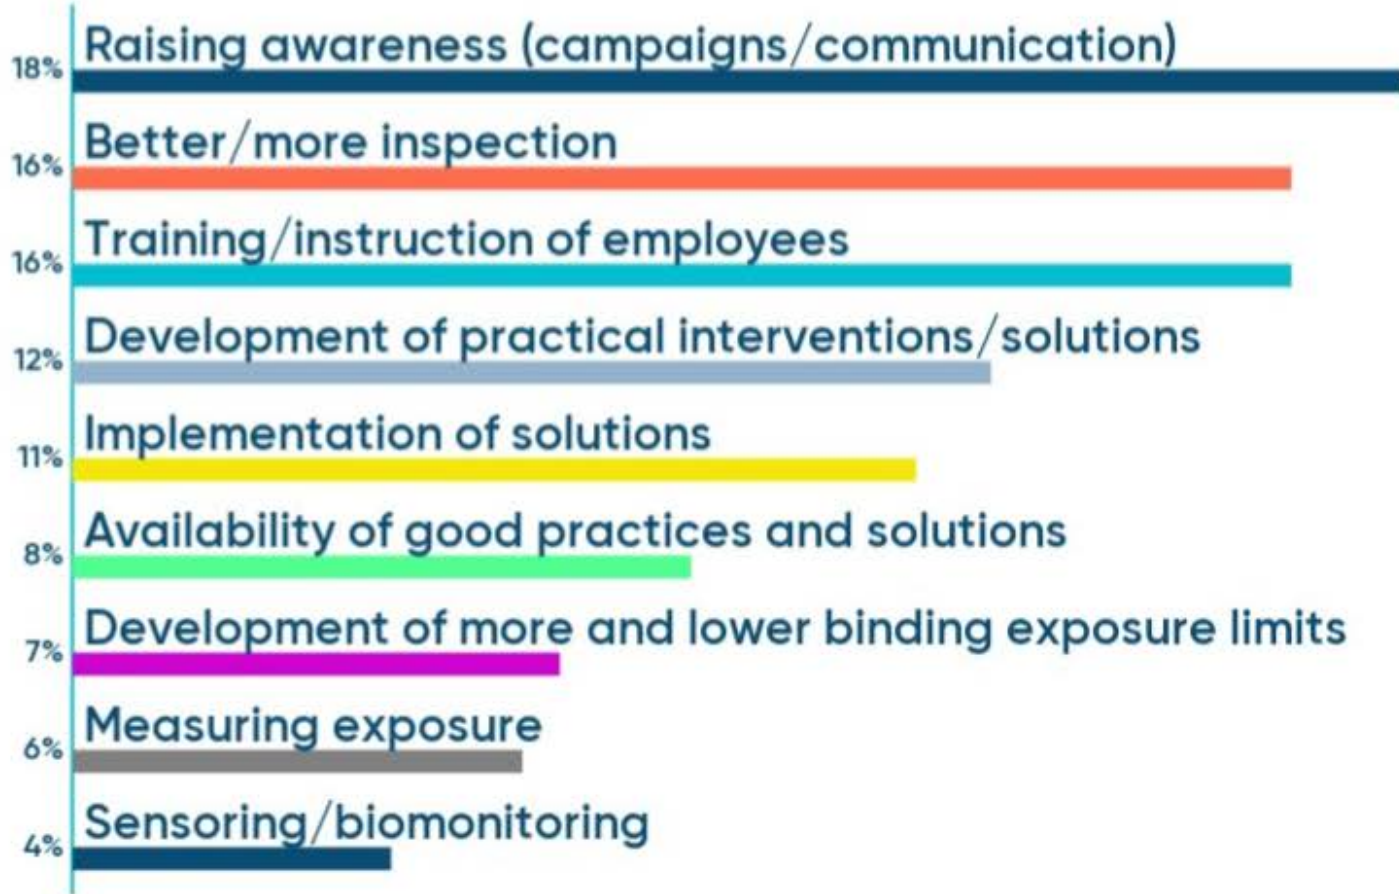 Raising awareness (campaigns/communication)
18%
Better/more inspection
16%
Training/instruction of employees
16%
Development of practical interventions/solutions
12%
Implementation of solutions
11%
Availability of good practices and solutions
8%
Development of more and lower binding exposure limits
7%
Measuring exposure
6%
Sensoring/biomonitoring
4%